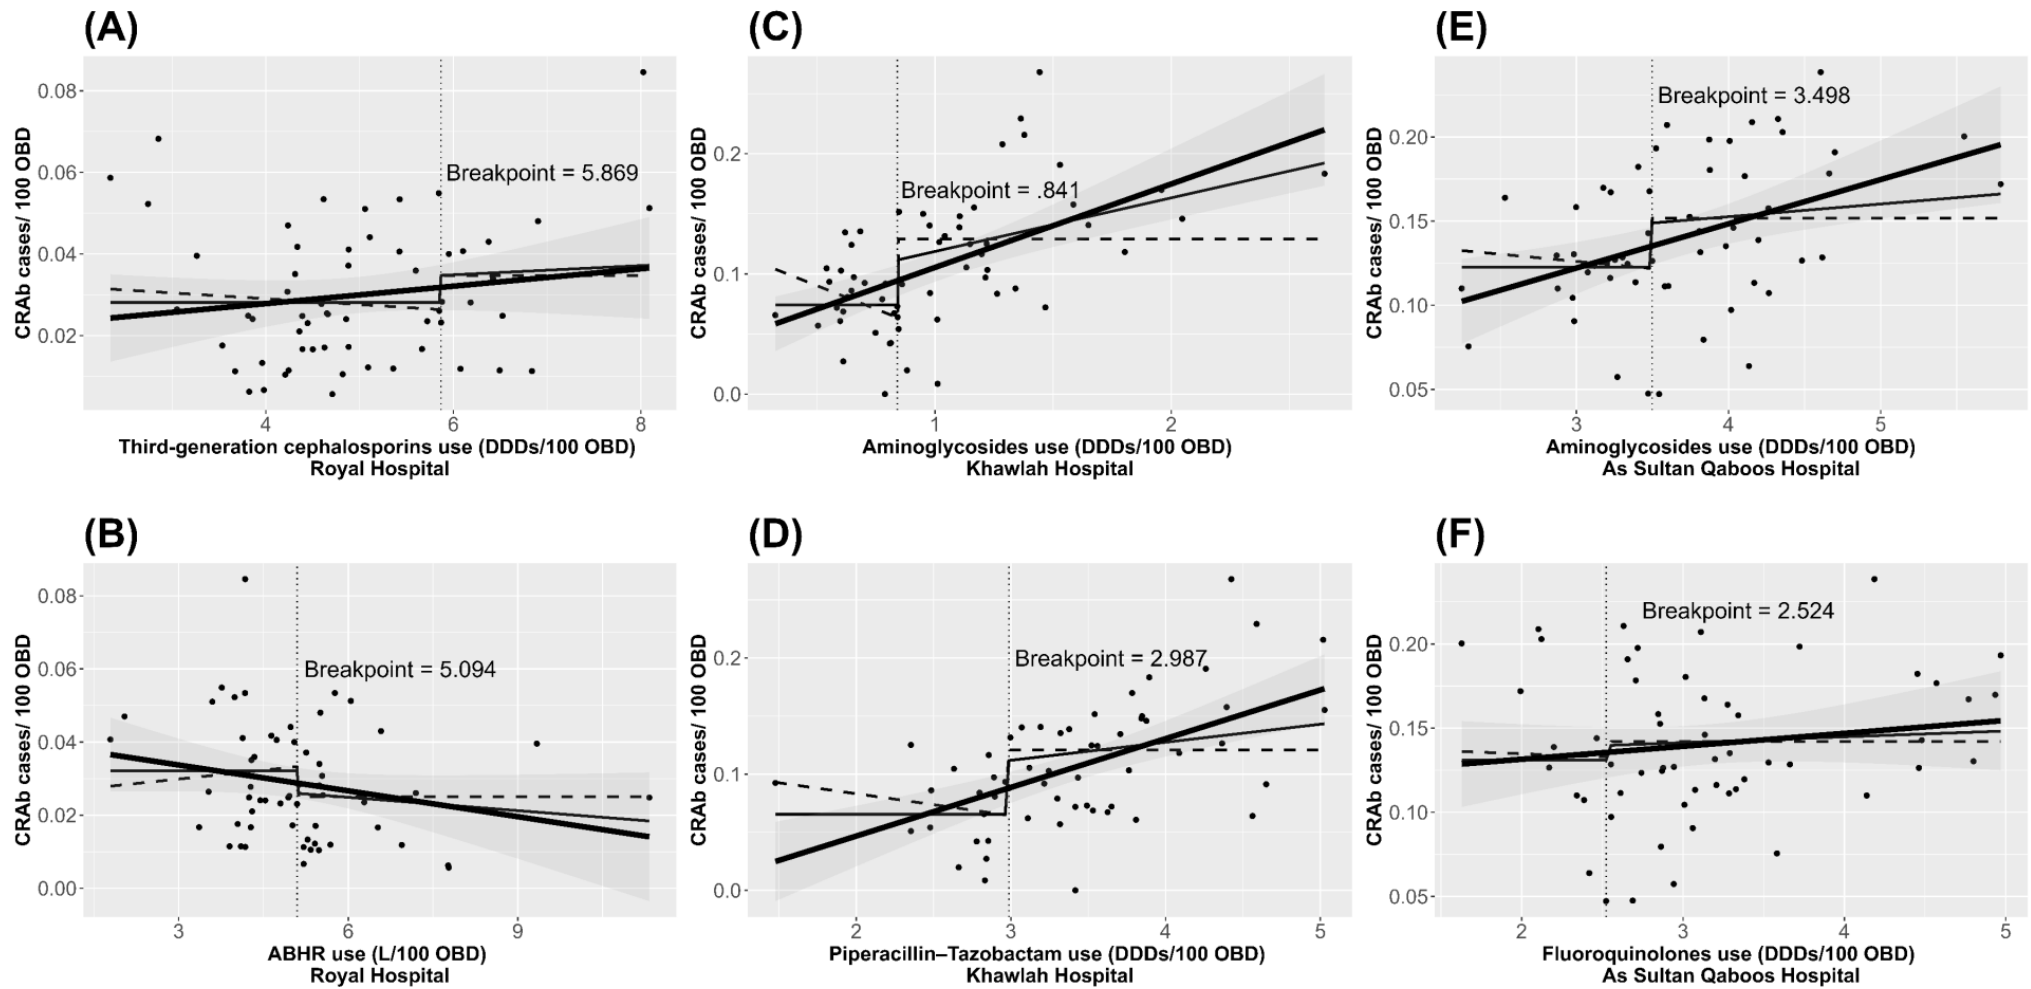 (A)
0.08
0.06
0.04
0.02
CRAb cases/ 100 OBD
Breakpoint = 5.869
4 6 8
Third-generation cephalosporins use (DDDs/100 OBD)
Royal Hospital
(C)
0.2
0.1
0.0
CRAb cases/ 100 OBD
Breakpoint = .841
1 2
Aminoglycosides use (DDDs/100 OBD)
Khawlah Hospital
(E)
0.20
0.15
0.10
0.05
CRAb cases/ 100 OBD
Breakpoint = 3.498
3 4 5
Aminoglycosides use (DDDs/100 OBD)
As Sultan Qaboos Hospital
(B)
0.08
0.06
0.04
0.02
0.00
CRAb cases/ 100 OBD
Breakpoint = 5.094
3 6 9
ABHR use (L/100 OBD)
Royal Hospital
(D)
0.2
0.1
0.0
CRAb cases/ 100 OBD
Breakpoint = 2.987
2 3 4 5
Piperacillin–Tazobactam use (DDDs/100 OBD)
Khawlah Hospital
(F)
0.20
0.15
0.10
0.05
CRAb cases/ 100 OBD
Breakpoint = 2.524
2 3 4 5
Fluoroquinolones use (DDDs/100 OBD)
As Sultan Qaboos Hospital